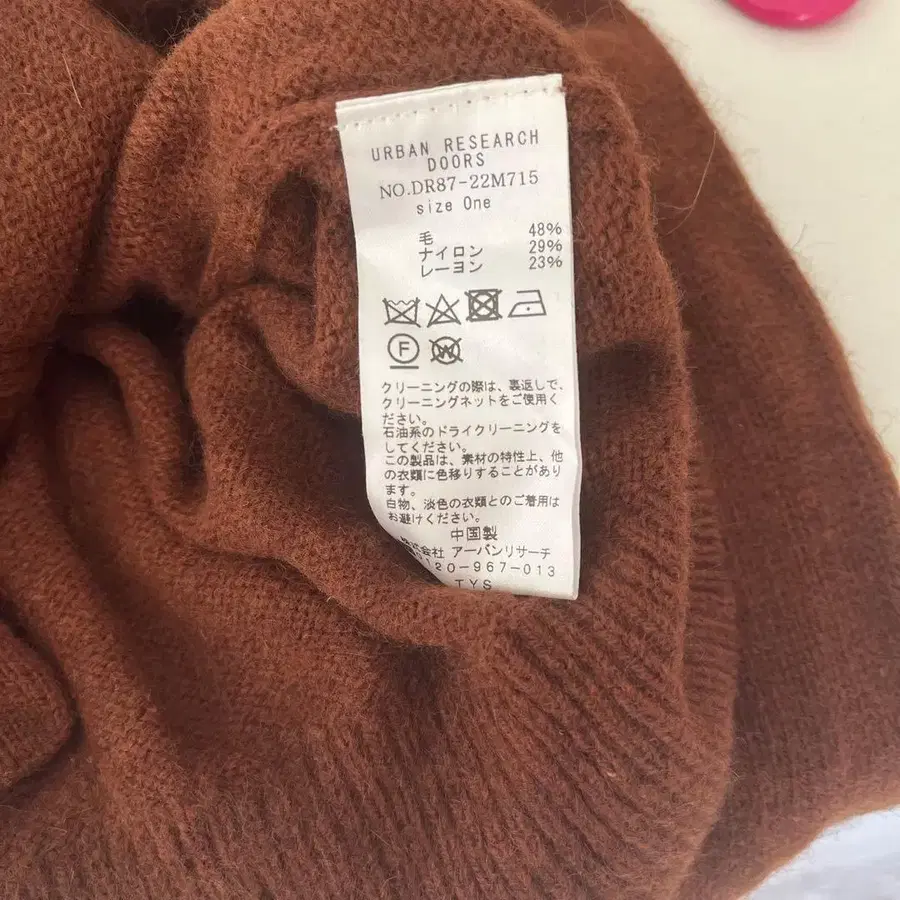 URBAN RESEARCH
DOORS
NO.DR87-22M715
size One
毛 48%
ナイロン 29%
レーヨン 23%
F
W
クリーニングの際は、裏返しで、
クリーニングネットをご使用く
ださい。
石油系のドライクリーニングを
してください。
この製品は、素材の特性上、他
の衣類に色移りすることがあり
ます。
白物、淡色の衣類とのご着用は
お避けください。
中国製
株式会社 アーバンリサーチ
0120-967-013
TYS